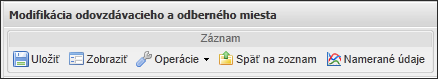 Modifikácia odovzdávacieho a odberného miesta
Záznam
Uložiť Zobraziť Operácie Späť na zoznam Namerané údaje